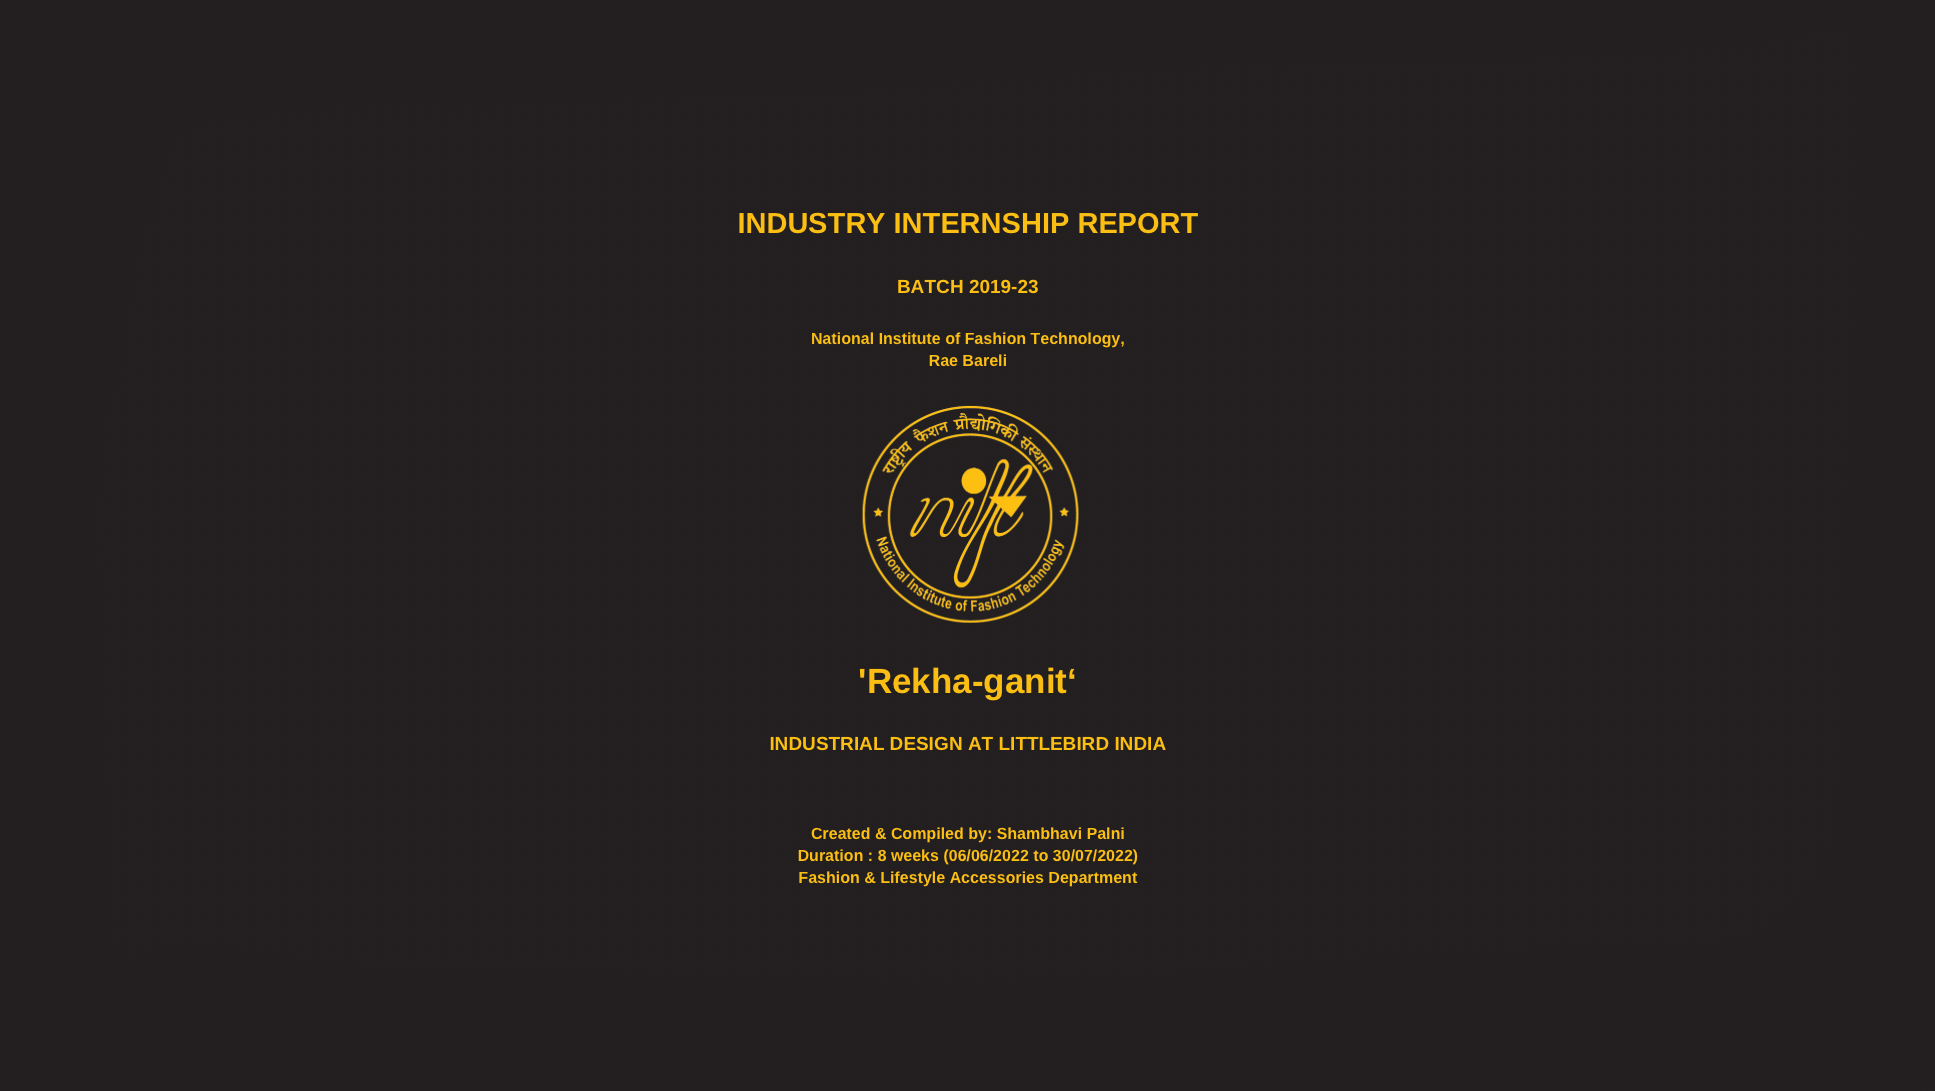 INDUSTRY INTERNSHIP REPORT
BATCH 2019-23
National Institute of Fashion Technology,
Rae Bareli
राष्ट्रीय फैशन प्रौद्योगिकी संस्थान
nift
National Institute of Fashion Technology
'Rekha-ganit‘
INDUSTRIAL DESIGN AT LITTLEBIRD INDIA
Created & Compiled by: Shambhavi Palni
Duration : 8 weeks (06/06/2022 to 30/07/2022)
Fashion & Lifestyle Accessories Department